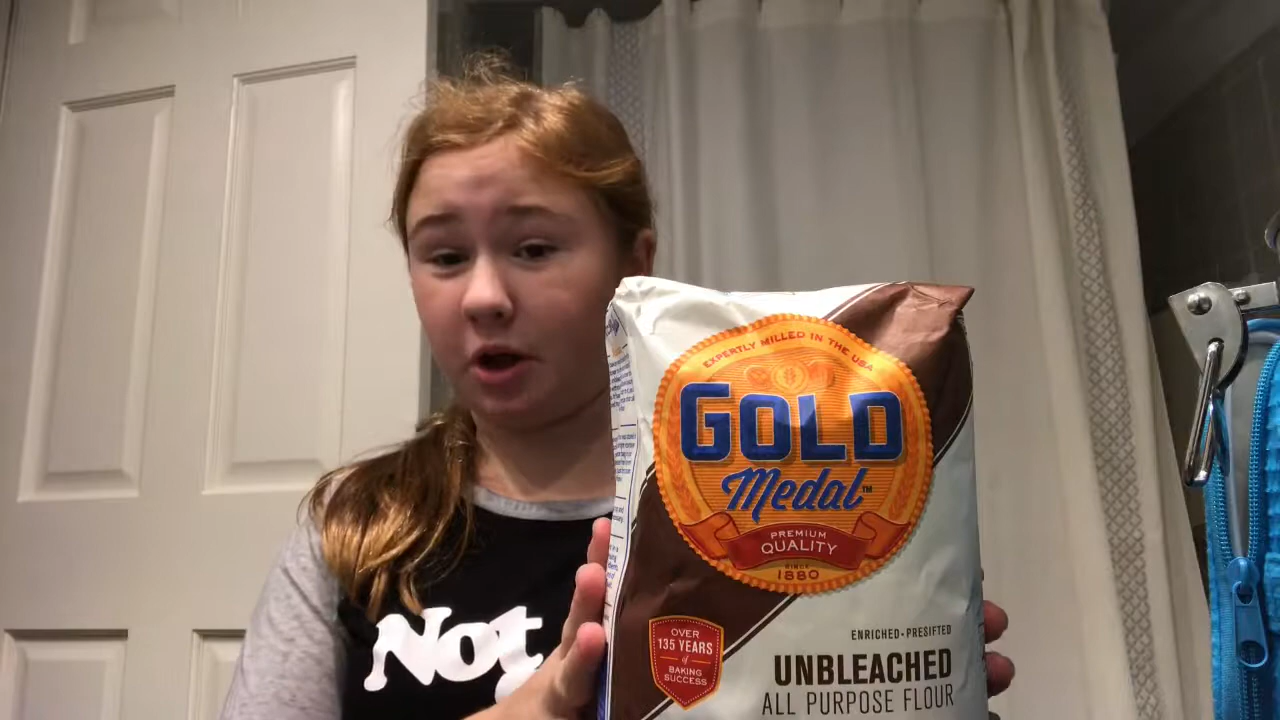 EXPERTLY MILLED IN THE USA
GOLD
Medal™
PREMIUM
QUALITY
SINCE
1880
Not
OVER
135 YEARS
of
BAKING
SUCCESS
ENRICHED • PRESIFTED
UNBLEACHED
ALL PURPOSE FLOUR